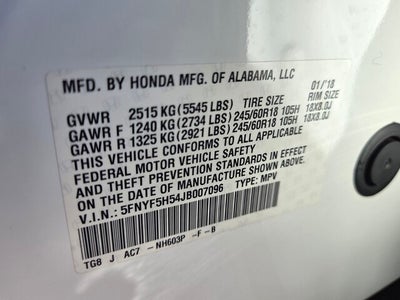 MFD. BY HONDA MFG. OF ALABAMA, LLC 01/'18
GVWR 2515 KG (5545 LBS) TIRE SIZE RIM SIZE
GAWR F 1240 KG (2734 LBS) 245/60R18 105H 18X8.0J
GAWR R 1325 KG (2921 LBS) 245/60R18 105H 18X8.0J
THIS VEHICLE CONFORMS TO ALL APPLICABLE
FEDERAL MOTOR VEHICLE SAFETY
AND THEFT PREVENTION STANDARDS IN EFFECT ON THE
DATE OF MANUFACTURE SHOWN ABOVE.
V.I.N.: 5FNYF5H54JB007096 TYPE: MPV
TG8 J AC7 -NH603P -F -B